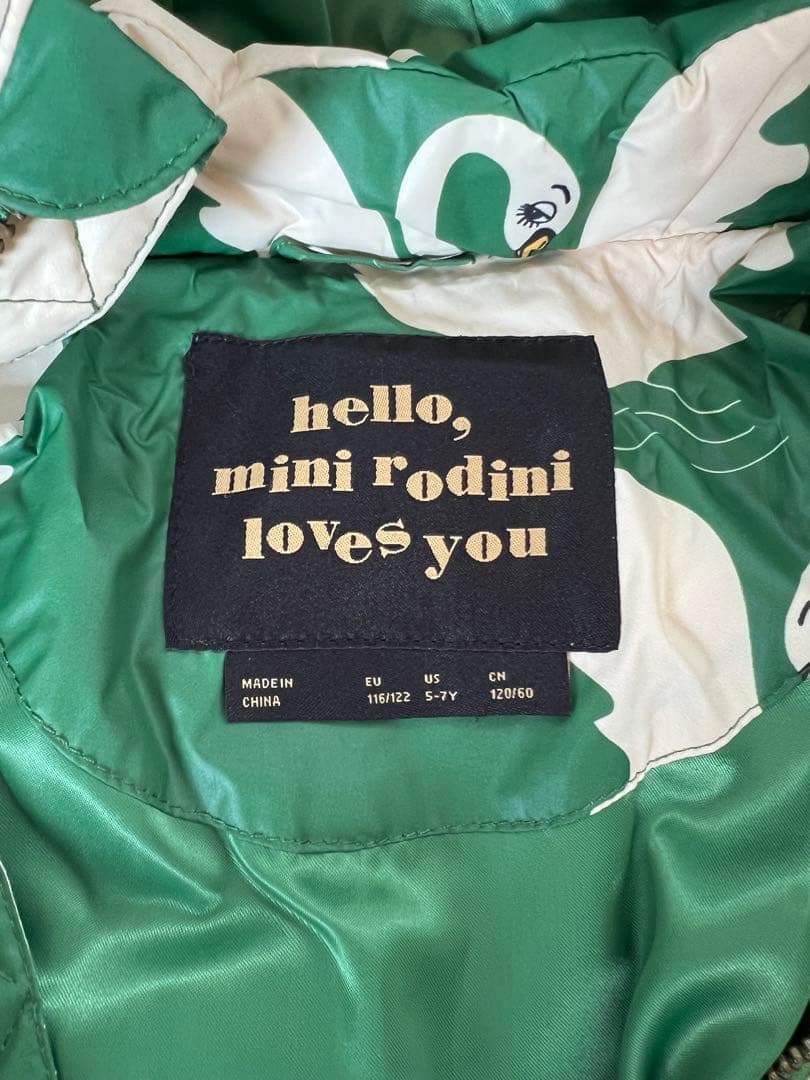 hello,
mini rodini
loves you
MADE IN EU US CN
CHINA 116/122 5-7Y 120/60